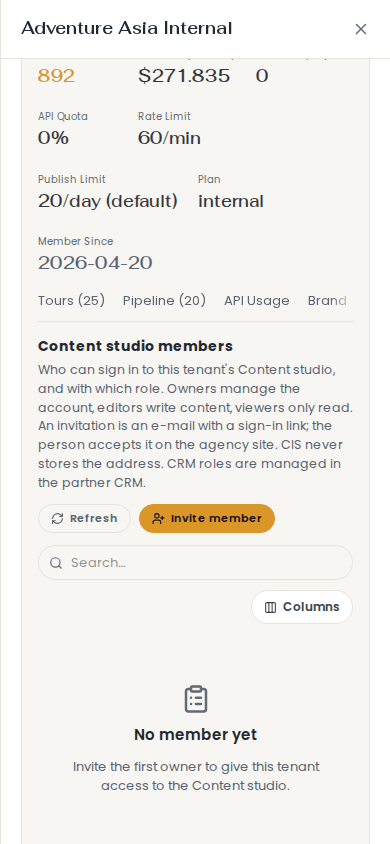 Adventure Asia Internal
892 $271.835 0
API Quota Rate Limit
0% 60/min
Publish Limit Plan
20/day (default) internal
Member Since
2026-04-20
Tours (25) Pipeline (20) API Usage Brand
Content studio members
Who can sign in to this tenant's Content studio,
and with which role. Owners manage the
account, editors write content, viewers only read.
An invitation is an e-mail with a sign-in link; the
person accepts it on the agency site. CIS never
stores the address. CRM roles are managed in
the partner CRM.
Refresh Invite member
Search...
Columns
No member yet
Invite the first owner to give this tenant
access to the Content studio.